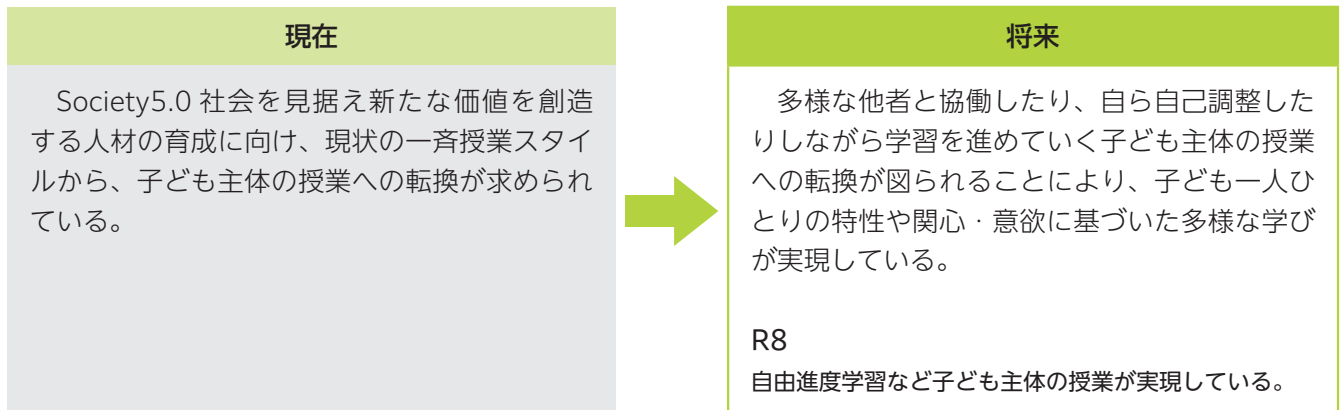 現在
Society5.0 社会を見据え新たな価値を創造
する人材の育成に向け、現状の一斉授業スタイ
ルから、子ども主体の授業への転換が求められ
ている。
将来
多様な他者と協働したり、自ら自己調整した
りしながら学習を進めていく子ども主体の授業
への転換が図られることにより、子ども一人ひ
とりの特性や関心・意欲に基づいた多様な学び
が実現している。
R8
自由進度学習など子ども主体の授業が実現している。